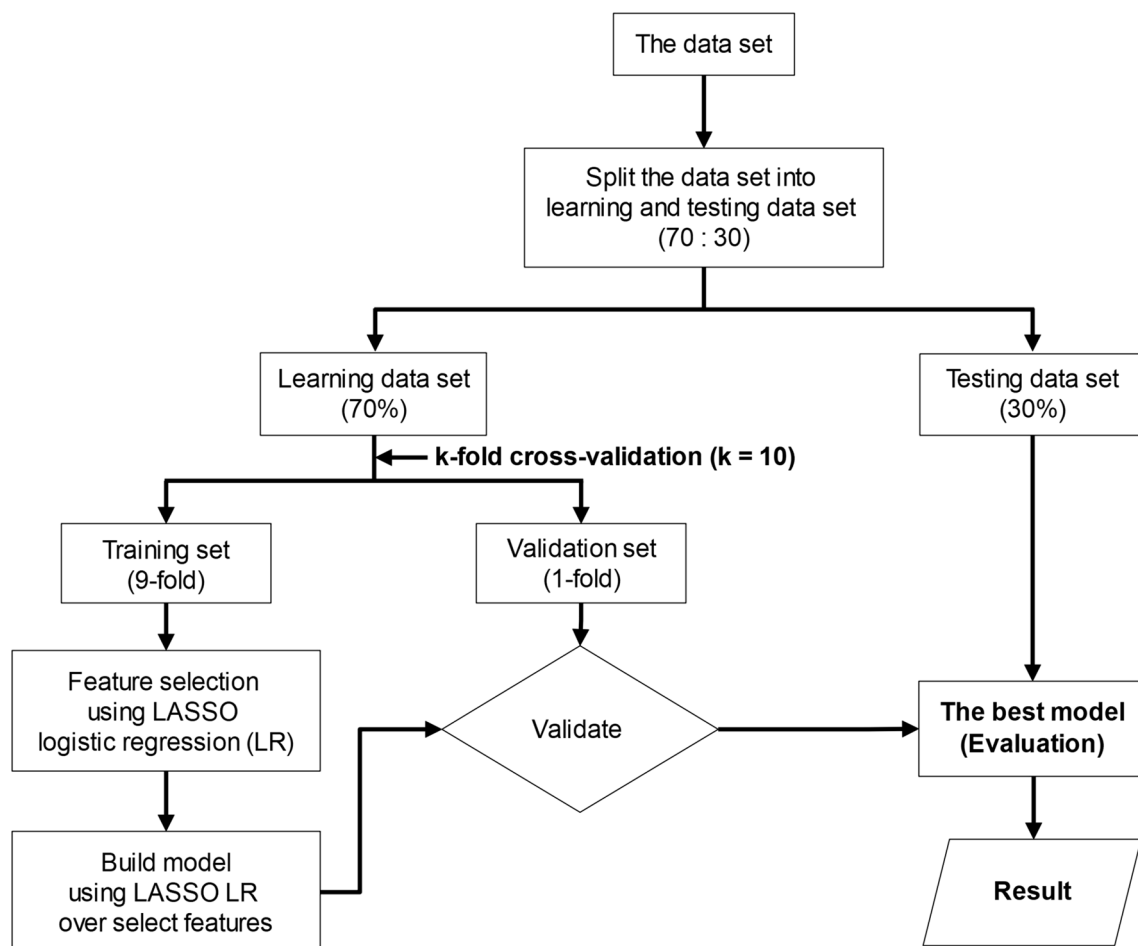 The data set
Split the data set into
learning and testing data set
(70 : 30)
Learning data set
(70%)
Testing data set
(30%)
k-fold cross-validation (k = 10)
Training set
(9-fold)
Validation set
(1-fold)
Feature selection
using LASSO
logistic regression (LR)
Validate
The best model
(Evaluation)
Build model
using LASSO LR
over select features
Result